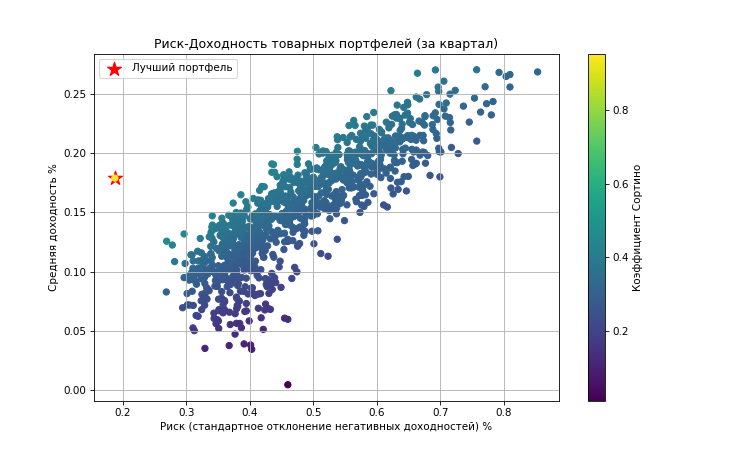 Риск-Доходность товарных портфелей (за квартал)
Лучший портфель
Средняя доходность %
0.25
0.20
0.15
0.10
0.05
0.00
0.2 0.3 0.4 0.5 0.6 0.7 0.8
Риск (стандартное отклонение негативных доходностей) %
0.8
0.6
0.4
0.2
Коэффициент Сортино